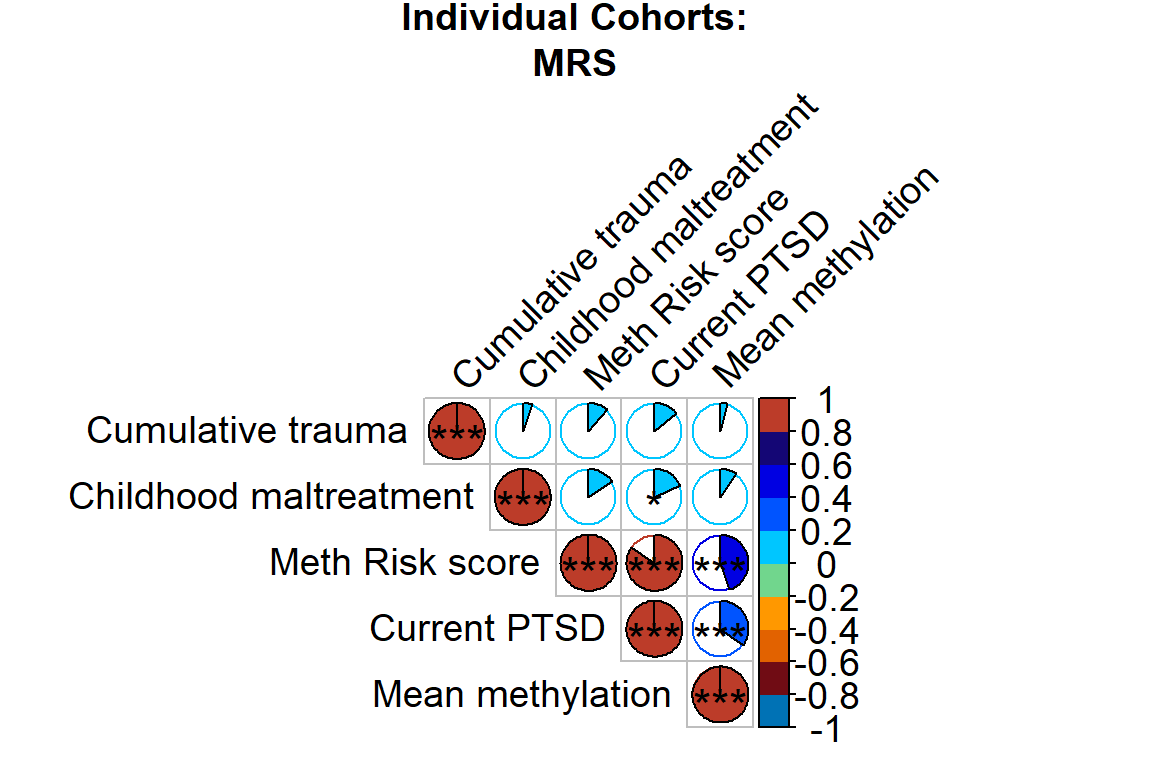 Individual Cohorts:
MRS
Cumulative trauma
Childhood maltreatment
Meth Risk score
Current PTSD
Mean methylation
Cumulative trauma
***
Childhood maltreatment
***
*
Meth Risk score
***
***
***
Current PTSD
***
***
Mean methylation
***
1
0.8
0.6
0.4
0.2
0
-0.2
-0.4
-0.6
-0.8
-1